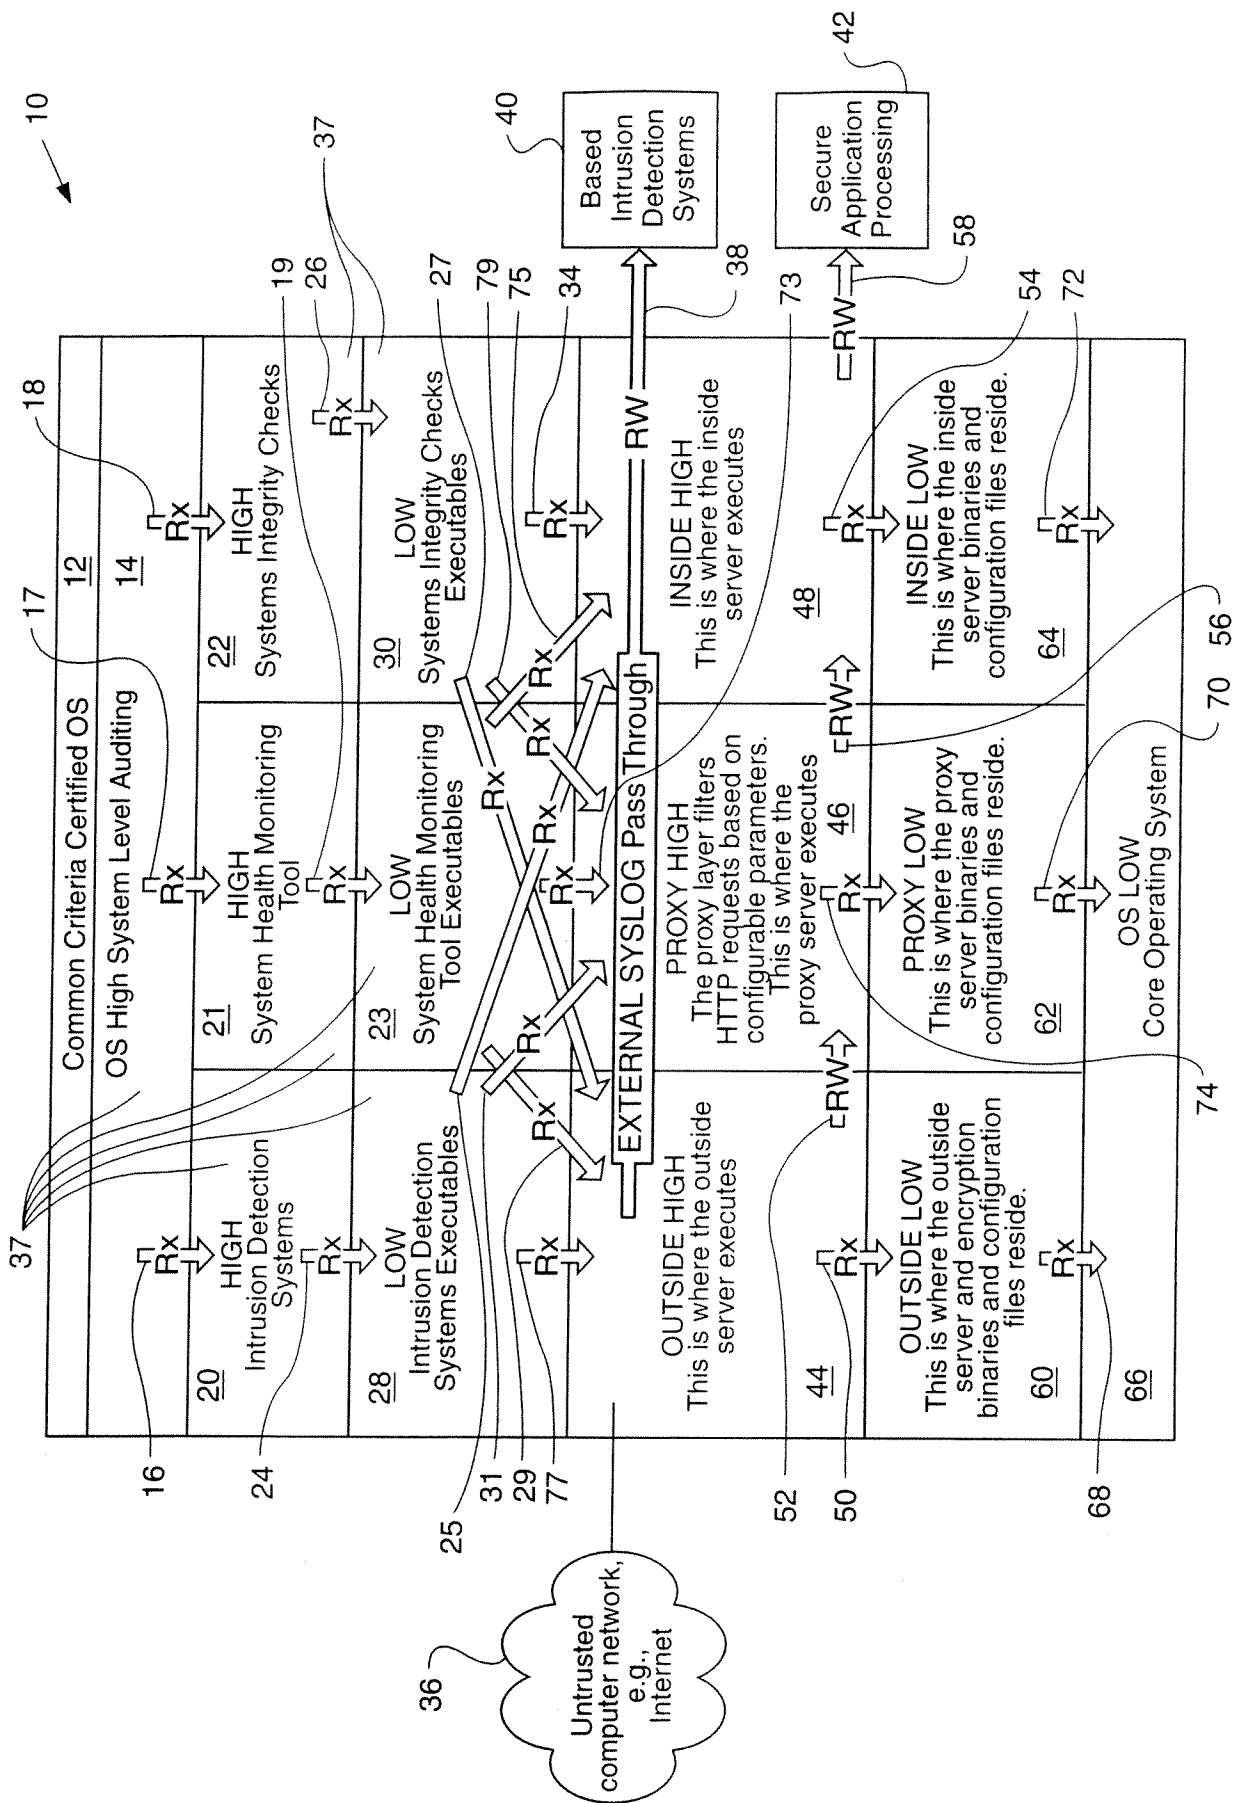 10
12
Common Criteria Certified OS
14
OS High System Level Auditing
16
17
18
Rx
Rx
Rx
37
19
26
37
20
HIGH
Intrusion Detection
Systems
21
HIGH
System Health Monitoring
Tool
22
HIGH
Systems Integrity Checks
24
Rx
Rx
Rx
28
LOW
Intrusion Detection
Systems Executables
23
LOW
System Health Monitoring
Tool Executables
30
LOW
Systems Integrity Checks
Executables
25
31
29
77
27
79
75
34
Rx
Rx
Rx
Rx
Rx
Rx
Rx
Rx
Rx
36
Untrusted
computer network,
e.g.,
Internet
EXTERNAL SYSLOG Pass Through
RW
38
73
40
Based
Intrusion
Detection
Systems
OUTSIDE HIGH
This is where the outside
server executes
44
PROXY HIGH
The proxy layer filters
HTTP requests based on
configurable parameters.
This is where the
proxy server executes
46
INSIDE HIGH
This is where the inside
server executes
48
52
RW
56
RW
RW
58
42
Secure
Application
Processing
50
Rx
74
Rx
54
Rx
OUTSIDE LOW
This is where the outside
server and encryption
binaries and configuration
files reside.
60
PROXY LOW
This is where the proxy
server binaries and
configuration files reside.
62
INSIDE LOW
This is where the inside
server binaries and
configuration files reside.
64
68
Rx
70
Rx
72
Rx
66
OS LOW
Core Operating System